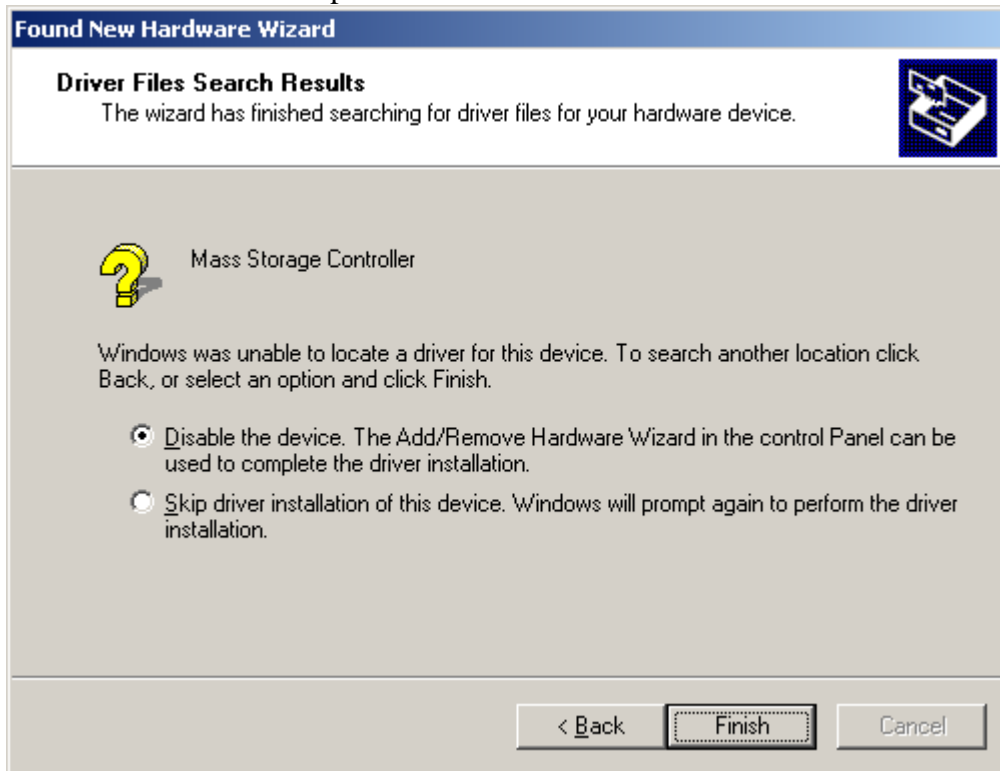 Found New Hardware Wizard
Driver Files Search Results
The wizard has finished searching for driver files for your hardware device.
Mass Storage Controller
Windows was unable to locate a driver for this device. To search another location click
Back, or select an option and click Finish.
Disable the device. The Add/Remove Hardware Wizard in the control Panel can be
used to complete the driver installation.
Skip driver installation of this device. Windows will prompt again to perform the driver
installation.
< Back
Finish
Cancel